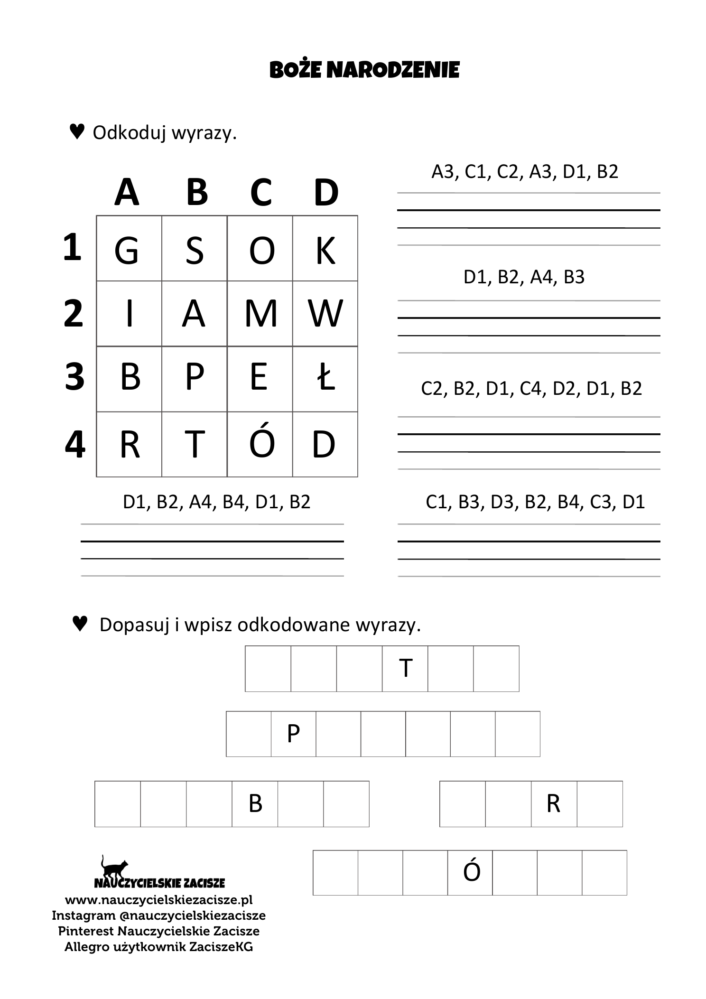 BOŻE NARODZENIE
♥ Odkoduj wyrazy.
A B C D
1 G S O K
2 I A M W
3 B P E Ł
4 R T Ó D
A3, C1, C2, A3, D1, B2
D1, B2, A4, B3
C2, B2, D1, C4, D2, D1, B2
D1, B2, A4, B4, D1, B2
C1, B3, D3, B2, B4, C3, D1
♥ Dopasuj i wpisz odkodowane wyrazy.
T
P
B
R
Ó
NAUCZYCIELSKIE ZACISZE
www.nauczycielskiezacisze.pl
Instagram @nauczycielskiezacisze
Pinterest Nauczycielskie Zacisze
Allegro użytkownik ZaciszeKG